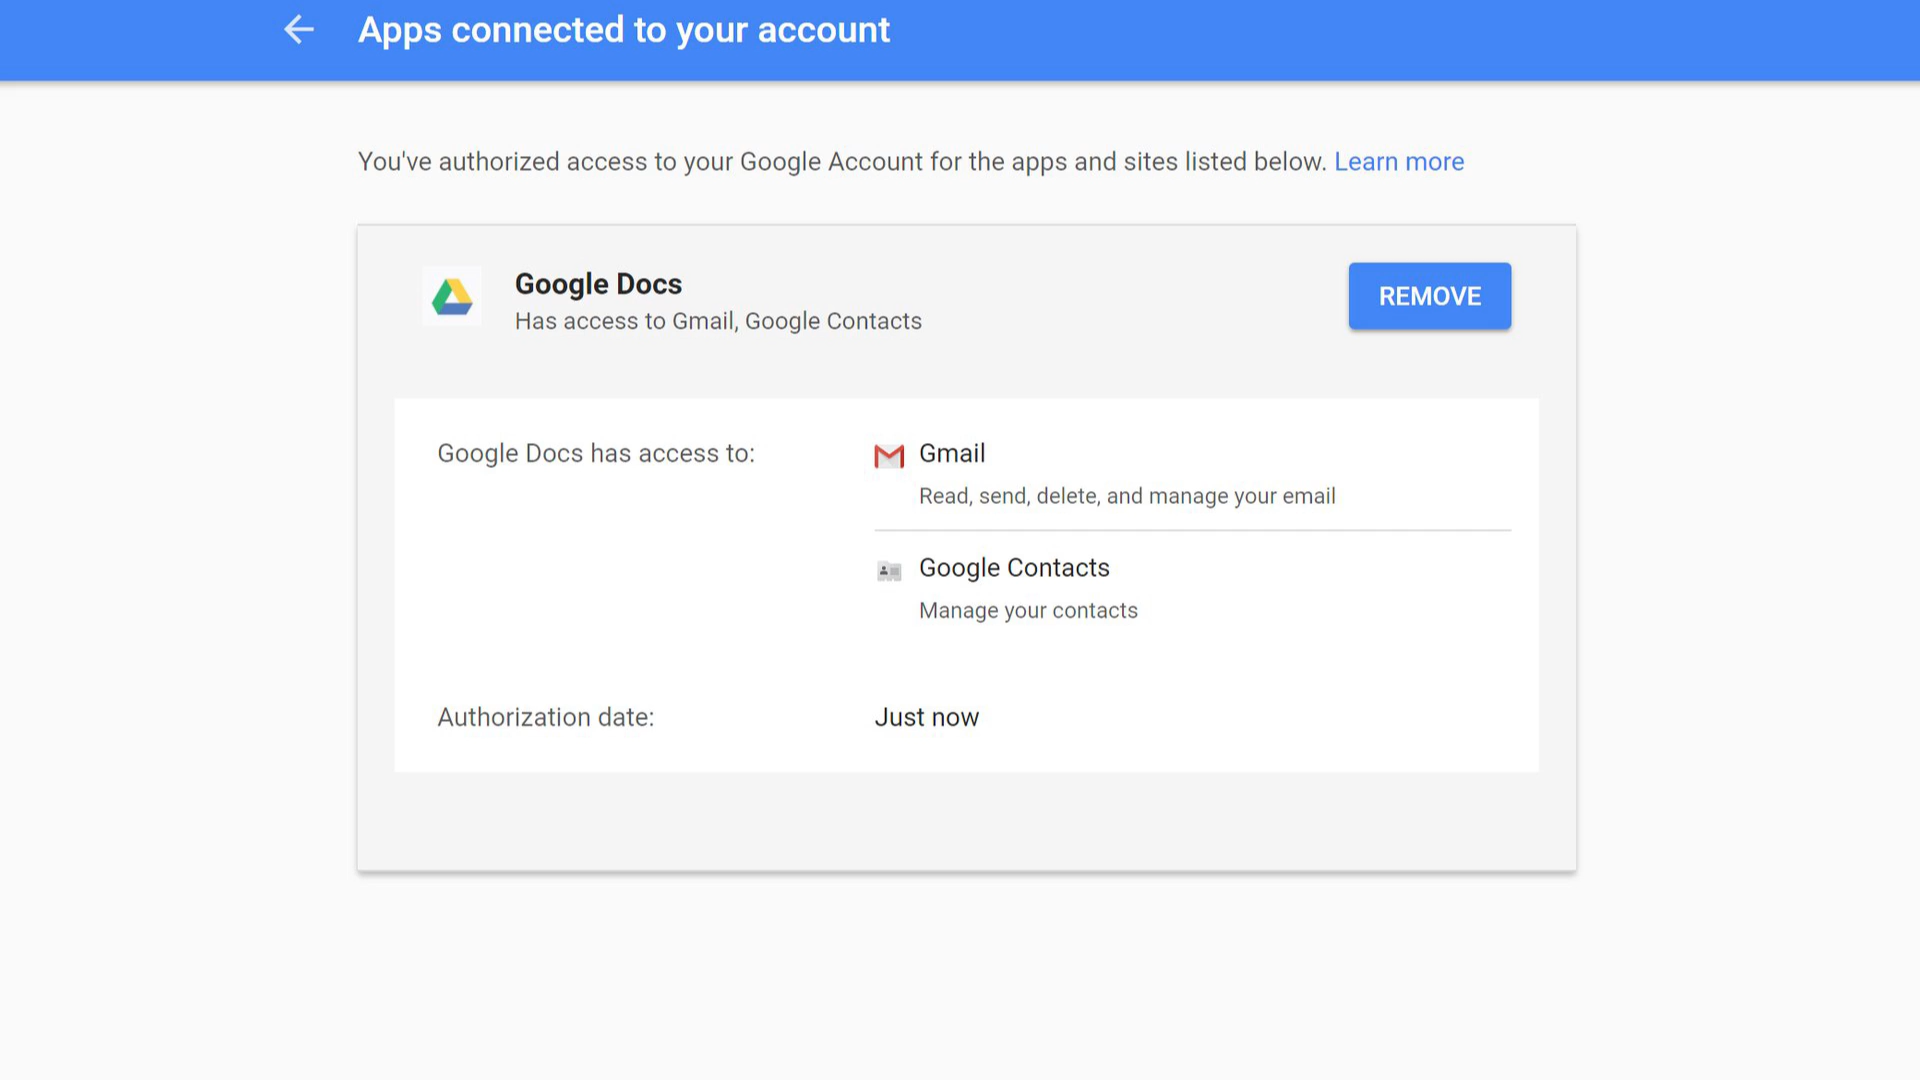 Apps connected to your account
You've authorized access to your Google Account for the apps and sites listed below. Learn more
Google Docs
Has access to Gmail, Google Contacts
REMOVE
Google Docs has access to:
Gmail
Read, send, delete, and manage your email
Google Contacts
Manage your contacts
Authorization date:
Just now